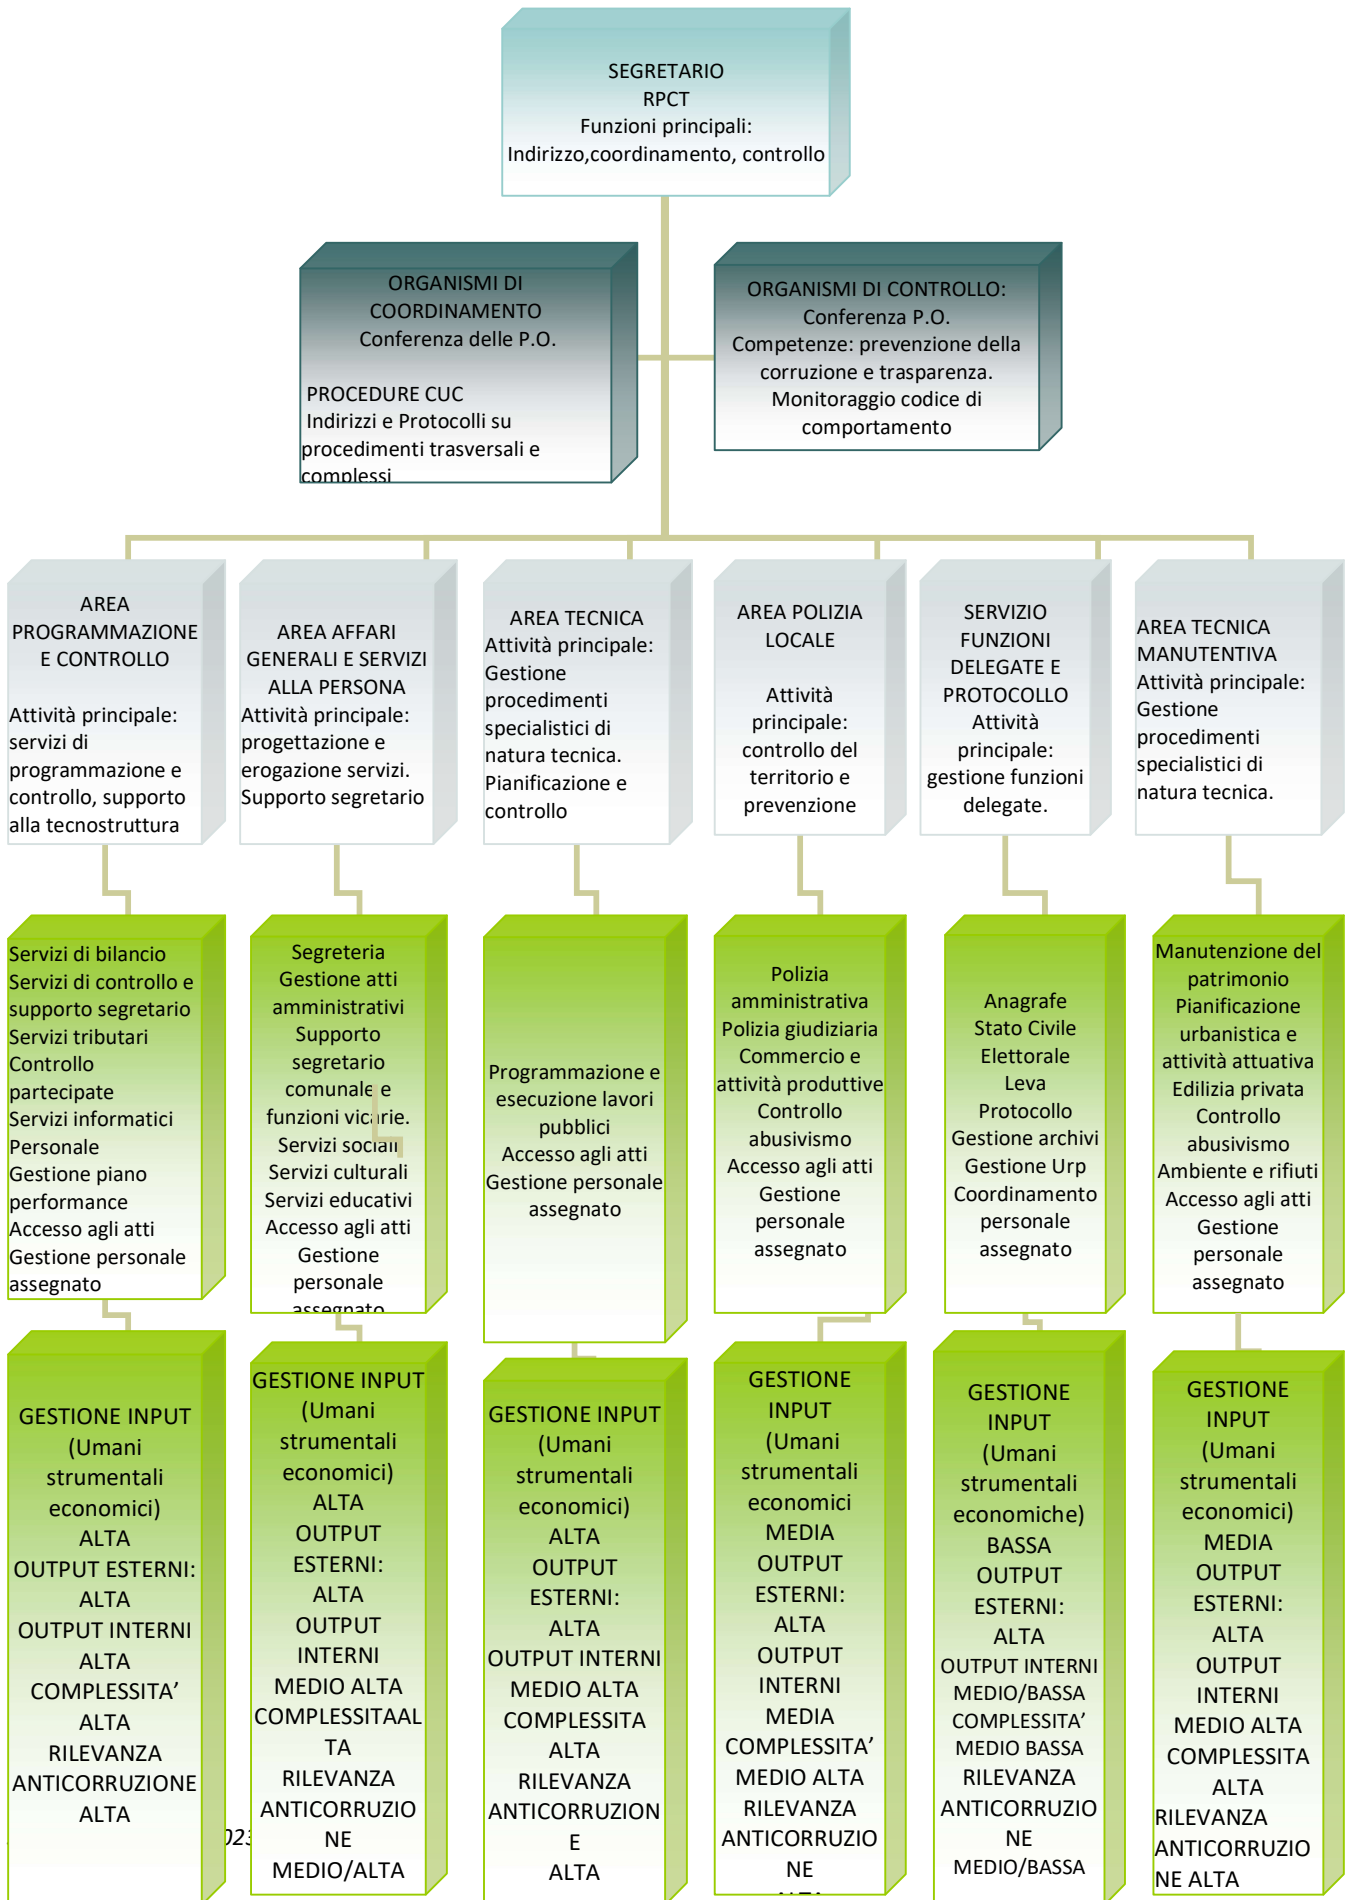 SEGRETARIO
RPCT
Funzioni principali:
Indirizzo,coordinamento, controllo
ORGANISMI DI
COORDINAMENTO
Conferenza delle P.O.
PROCEDURE CUC
Indirizzi e Protocolli su
procedimenti trasversali e
complessi
ORGANISMI DI CONTROLLO:
Conferenza P.O.
Competenze: prevenzione della
corruzione e trasparenza.
Monitoraggio codice di
comportamento
AREA
PROGRAMMAZIONE
E CONTROLLO
Attività principale:
servizi di
programmazione e
controllo, supporto
alla tecnostruttura
AREA AFFARI
GENERALI E SERVIZI
ALLA PERSONA
Attività principale:
progettazione e
erogazione servizi.
Supporto segretario
AREA TECNICA
Attività principale:
Gestione
procedimenti
specialistici di
natura tecnica.
Pianificazione e
controllo
AREA POLIZIA
LOCALE
Attività
principale:
controllo del
territorio e
prevenzione
SERVIZIO
FUNZIONI
DELEGATE E
PROTOCOLLO
Attività
principale:
gestione funzioni
delegate.
AREA TECNICA
MANUTENTIVA
Attività principale:
Gestione
procedimenti
specialistici di
natura tecnica.
Servizi di bilancio
Servizi di controllo e
supporto segretario
Servizi tributari
Controllo
partecipate
Servizi informatici
Personale
Gestione piano
performance
Accesso agli atti
Gestione personale
assegnato
Segreteria
Gestione atti
amministrativi
Supporto
segretario
comunale e
funzioni vicarie.
Servizi sociali
Servizi culturali
Servizi educativi
Accesso agli atti
Gestione
personale
assegnato
Programmazione e
esecuzione lavori
pubblici
Accesso agli atti
Gestione personale
assegnato
Polizia
amministrativa
Polizia giudiziaria
Commercio e
attività produttive
Controllo
abusivismo
Accesso agli atti
Gestione
personale
assegnato
Anagrafe
Stato Civile
Elettorale
Leva
Protocollo
Gestione archivi
Gestione Urp
Coordinamento
personale
assegnato
Manutenzione del
patrimonio
Pianificazione
urbanistica e
attività attuativa
Edilizia privata
Controllo
abusivismo
Ambiente e rifiuti
Accesso agli atti
Gestione
personale
assegnato
GESTIONE INPUT
(Umani
strumentali
economici)
ALTA
OUTPUT ESTERNI:
ALTA
OUTPUT INTERNI
ALTA
COMPLESSITA’
ALTA
RILEVANZA
ANTICORRUZIONE
ALTA
GESTIONE INPUT
(Umani
strumentali
economici)
ALTA
OUTPUT
ESTERNI:
ALTA
OUTPUT
INTERNI
MEDIO ALTA
COMPLESSITAAL
TA
RILEVANZA
ANTICORRUZIO
NE
MEDIO/ALTA
GESTIONE INPUT
(Umani
strumentali
economici)
ALTA
OUTPUT
ESTERNI:
ALTA
OUTPUT INTERNI
MEDIO ALTA
COMPLESSITA
ALTA
RILEVANZA
ANTICORRUZION
E
ALTA
GESTIONE
INPUT
(Umani
strumentali
economici
MEDIA
OUTPUT
ESTERNI:
ALTA
OUTPUT
INTERNI
MEDIA
COMPLESSITA’
MEDIO ALTA
RILEVANZA
ANTICORRUZIO
NE
GESTIONE
INPUT
(Umani
strumentali
economiche)
BASSA
OUTPUT
ESTERNI:
ALTA
OUTPUT INTERNI
MEDIO/BASSA
COMPLESSITA’
MEDIO BASSA
RILEVANZA
ANTICORRUZIO
NE
MEDIO/BASSA
GESTIONE
INPUT
(Umani
strumentali
economici)
MEDIA
OUTPUT
ESTERNI:
ALTA
OUTPUT
INTERNI
MEDIO ALTA
COMPLESSITA
ALTA
RILEVANZA
ANTICORRUZIO
NE ALTA